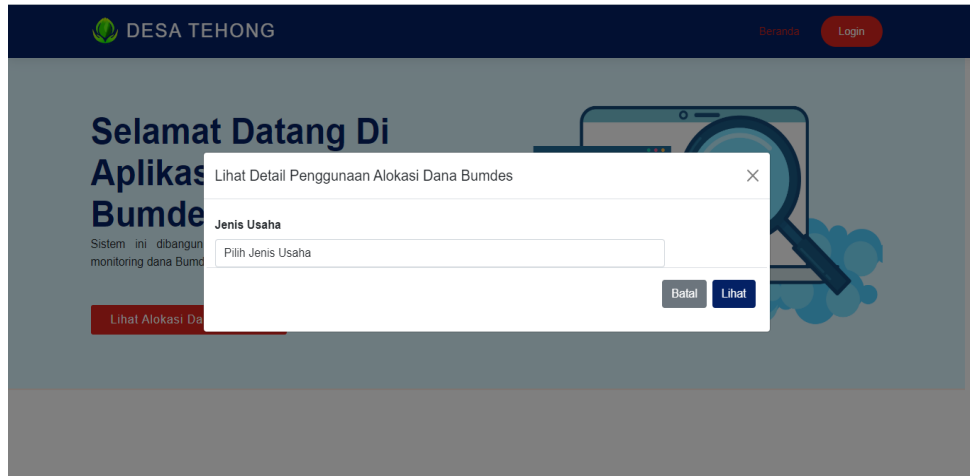 DESA TEHONG
Beranda
Login
Selamat Datang Di
Aplikas
Bumde
Sistem ini dibangun
monitoring dana Bumd
Lihat Alokasi Da
Lihat Detail Penggunaan Alokasi Dana Bumdes
Jenis Usaha
Pilih Jenis Usaha
Batal
Lihat